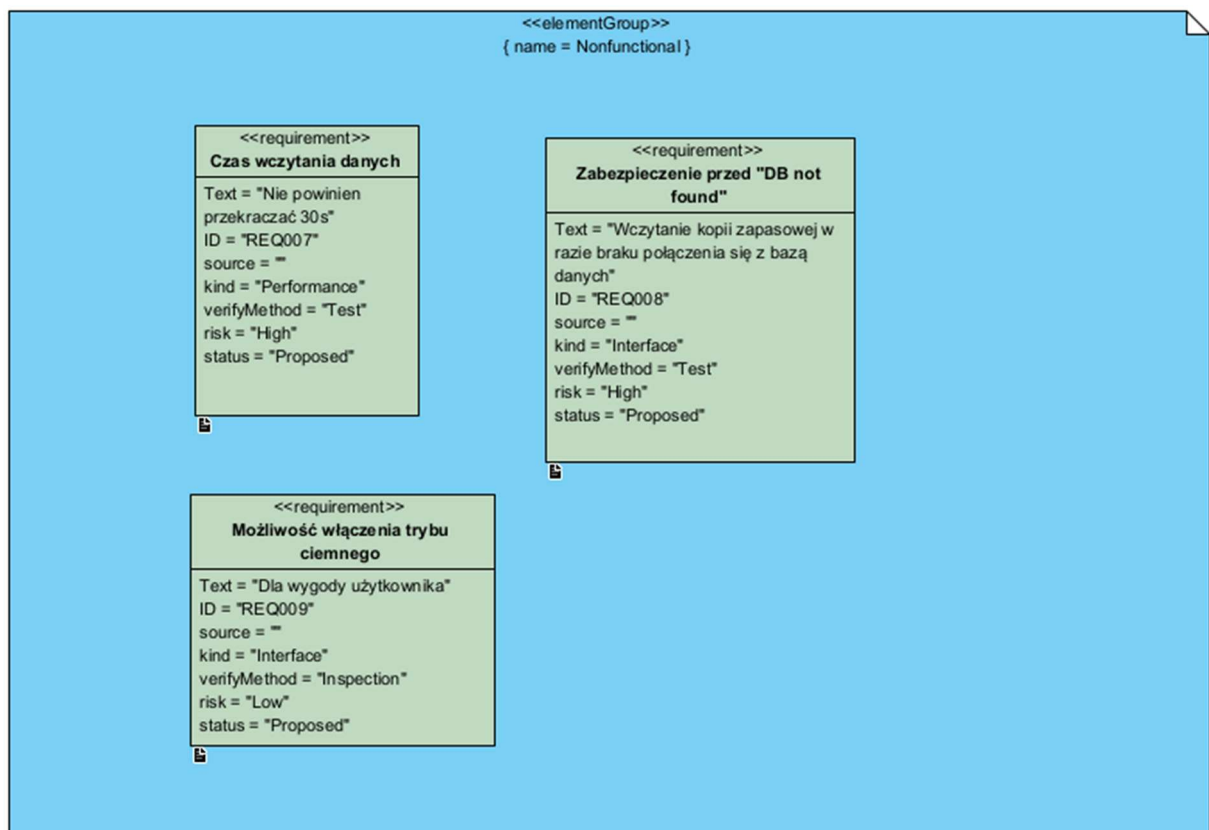 <<elementGroup>>
{ name = Nonfunctional }
<<requirement>>
Czas wczytania danych
Text = "Nie powinien
przekraczać 30s"
ID = "REQ007"
source = ""
kind = "Performance"
verifyMethod = "Test"
risk = "High"
status = "Proposed"
<<requirement>>
Zabezpieczenie przed "DB not
found"
Text = "Wczytanie kopii zapasowej w
razie braku połączenia się z bazą
danych"
ID = "REQ008"
source = ""
kind = "Interface"
verifyMethod = "Test"
risk = "High"
status = "Proposed"
<<requirement>>
Możliwość włączenia trybu
ciemnego
Text = "Dla wygody użytkownika"
ID = "REQ009"
source = ""
kind = "Interface"
verifyMethod = "Inspection"
risk = "Low"
status = "Proposed"